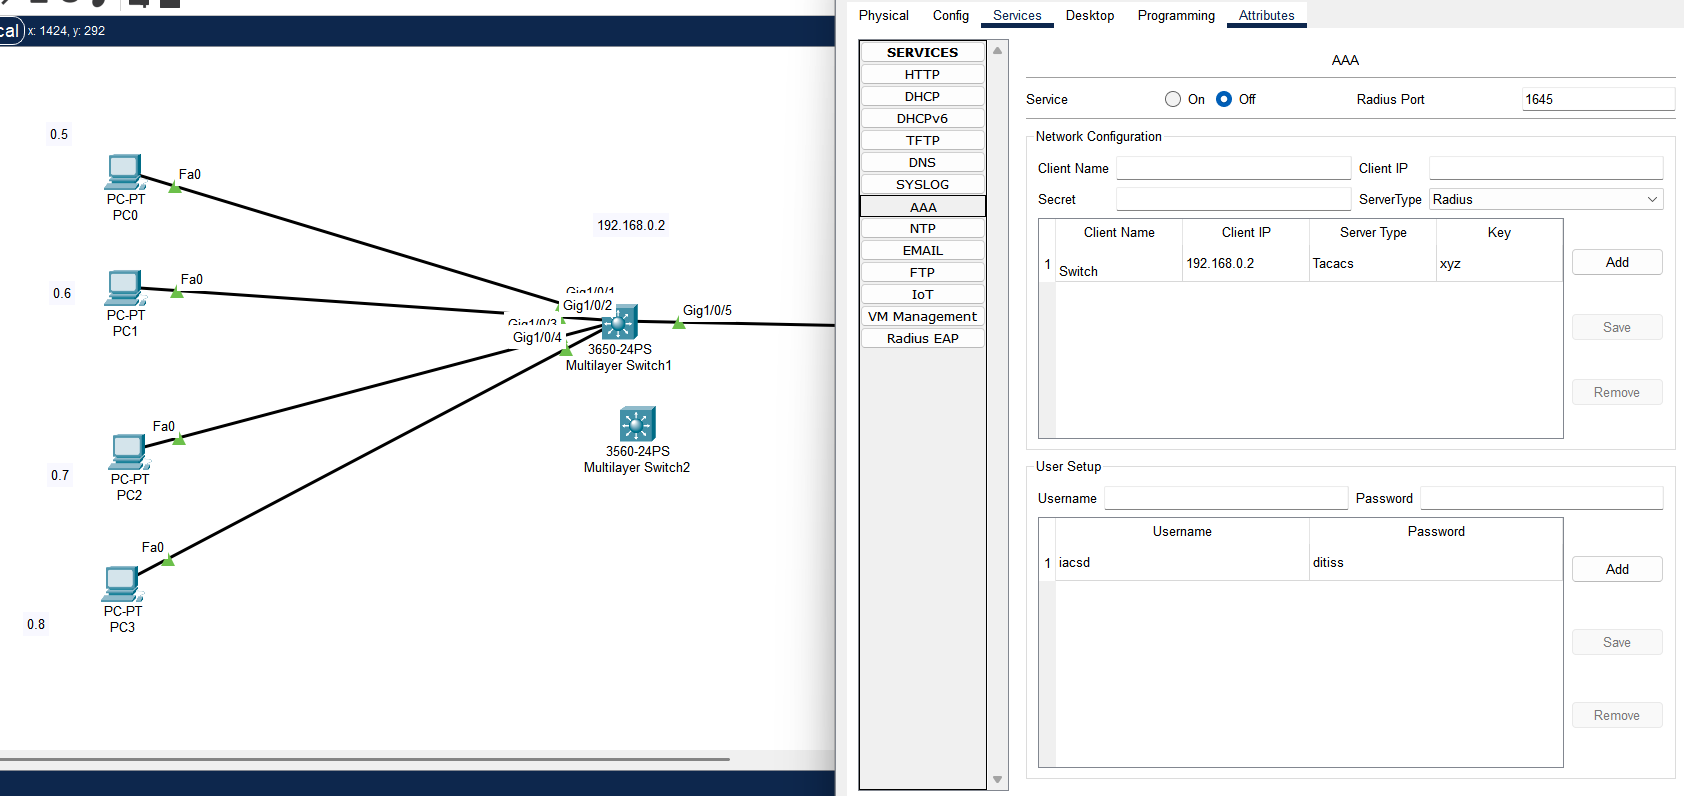 cal x: 1424, y: 292
0.5
Fa0
PC-PT
PC0
192.168.0.2
0.6
Fa0
PC-PT
PC1
Gig1/0/1
Gig1/0/2
Gig1/0/3
Gig1/0/4
Gig1/0/5
3650-24PS
Multilayer Switch1
3560-24PS
Multilayer Switch2
Fa0
0.7
PC-PT
PC2
Fa0
PC-PT
PC3
0.8
Physical Config Services Desktop Programming Attributes
SERVICES
HTTP
DHCP
DHCPv6
TFTP
DNS
SYSLOG
AAA
NTP
EMAIL
FTP
IoT
VM Management
Radius EAP
AAA
Service On Off Radius Port 1645
Network Configuration
Client Name Client IP
Secret ServerType Radius
Client Name Client IP Server Type Key
1 Switch 192.168.0.2 Tacacs xyz
Add
Save
Remove
User Setup
Username Password
Username Password
1 iacsd ditiss
Add
Save
Remove